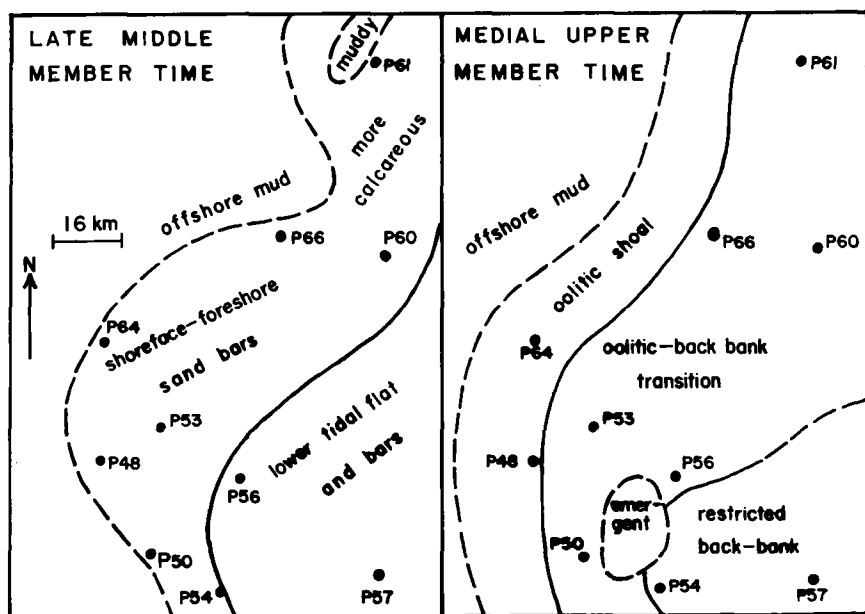 LATE MIDDLE
MEMBER TIME
muddy
P61
more
calcareous
offshore mud
16 km
N
P66
P60
P64
shoreface-foreshore
sand bars
P53
P48
lower tidal flat
and bars
P56
P50
P54
P57
MEDIAL UPPER
MEMBER TIME
P61
offshore mud
oolitic shoal
P66
P60
P64
oolitic-back bank
transition
P53
P48
P56
emer-
gent
restricted
back-bank
P50
P54
P57